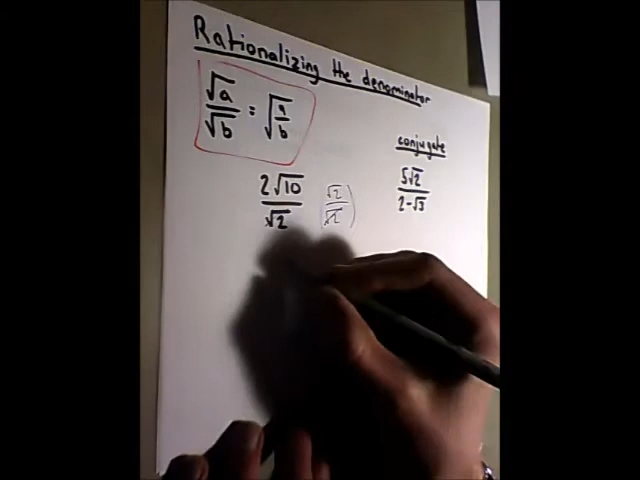 Rationalizing the denominator
√a/√b = √(a/b)
conjugate
5√2/(2-√3)
2√10/√2 (√2/√2)